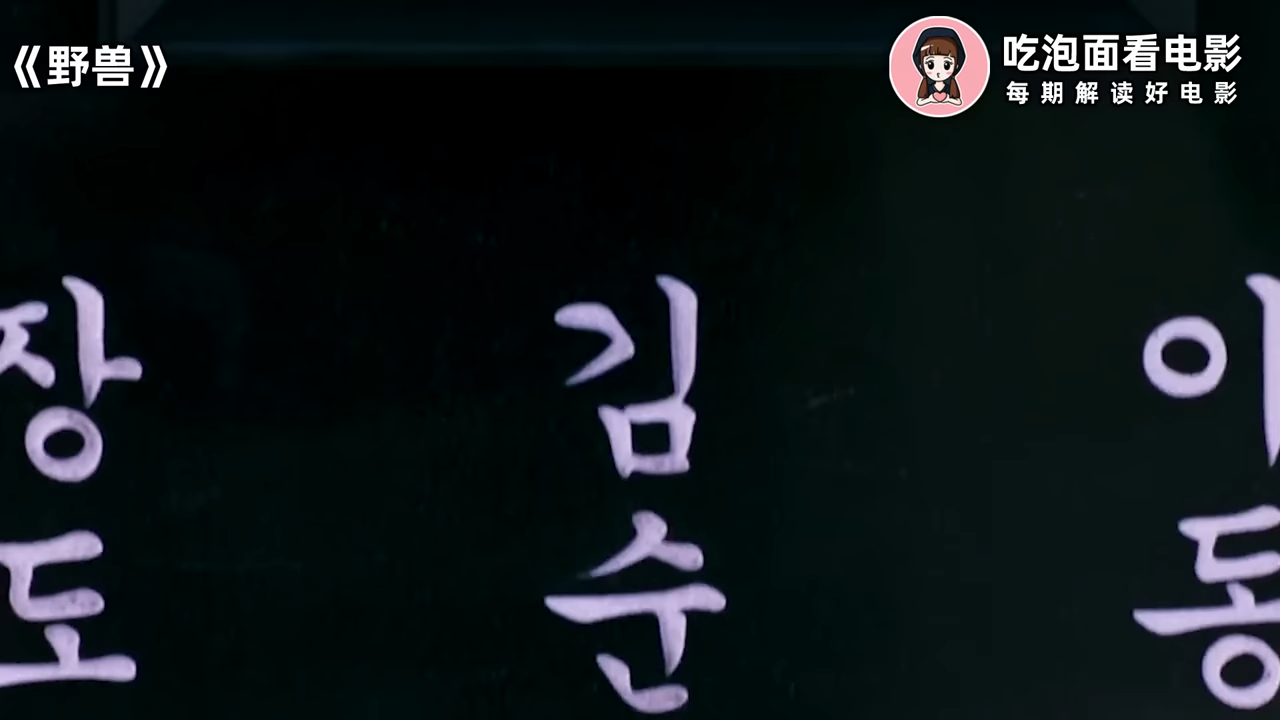 《野兽》
吃泡面看电影
每期解读好电影
장도
김순
이동